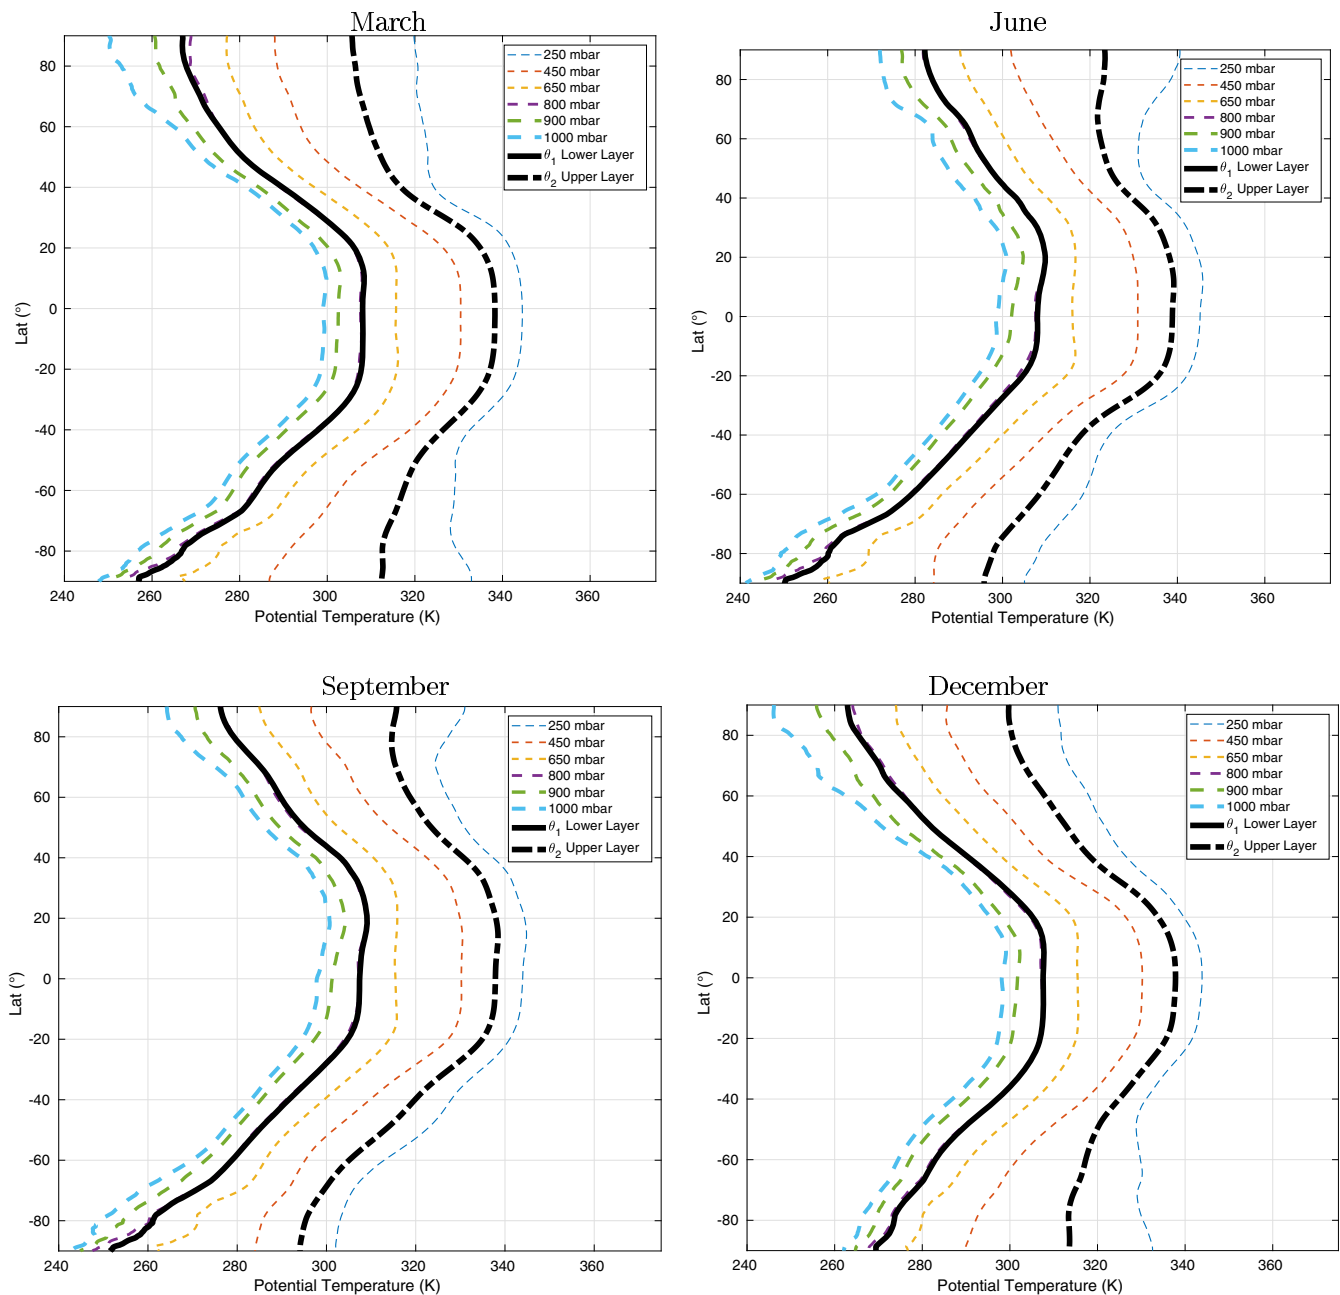 March
80
60
40
20
0
-20
-40
-60
-80
Lat (°)
240
260
280
300
320
340
360
Potential Temperature (K)
250 mbar
450 mbar
650 mbar
800 mbar
900 mbar
1000 mbar
θ1 Lower Layer
θ2 Upper Layer
June
80
60
40
20
0
-20
-40
-60
-80
Lat (°)
240
260
280
300
320
340
360
Potential Temperature (K)
250 mbar
450 mbar
650 mbar
800 mbar
900 mbar
1000 mbar
θ1 Lower Layer
θ2 Upper Layer
September
80
60
40
20
0
-20
-40
-60
-80
Lat (°)
240
260
280
300
320
340
360
Potential Temperature (K)
250 mbar
450 mbar
650 mbar
800 mbar
900 mbar
1000 mbar
θ1 Lower Layer
θ2 Upper Layer
December
80
60
40
20
0
-20
-40
-60
-80
Lat (°)
240
260
280
300
320
340
360
Potential Temperature (K)
250 mbar
450 mbar
650 mbar
800 mbar
900 mbar
1000 mbar
θ1 Lower Layer
θ2 Upper Layer